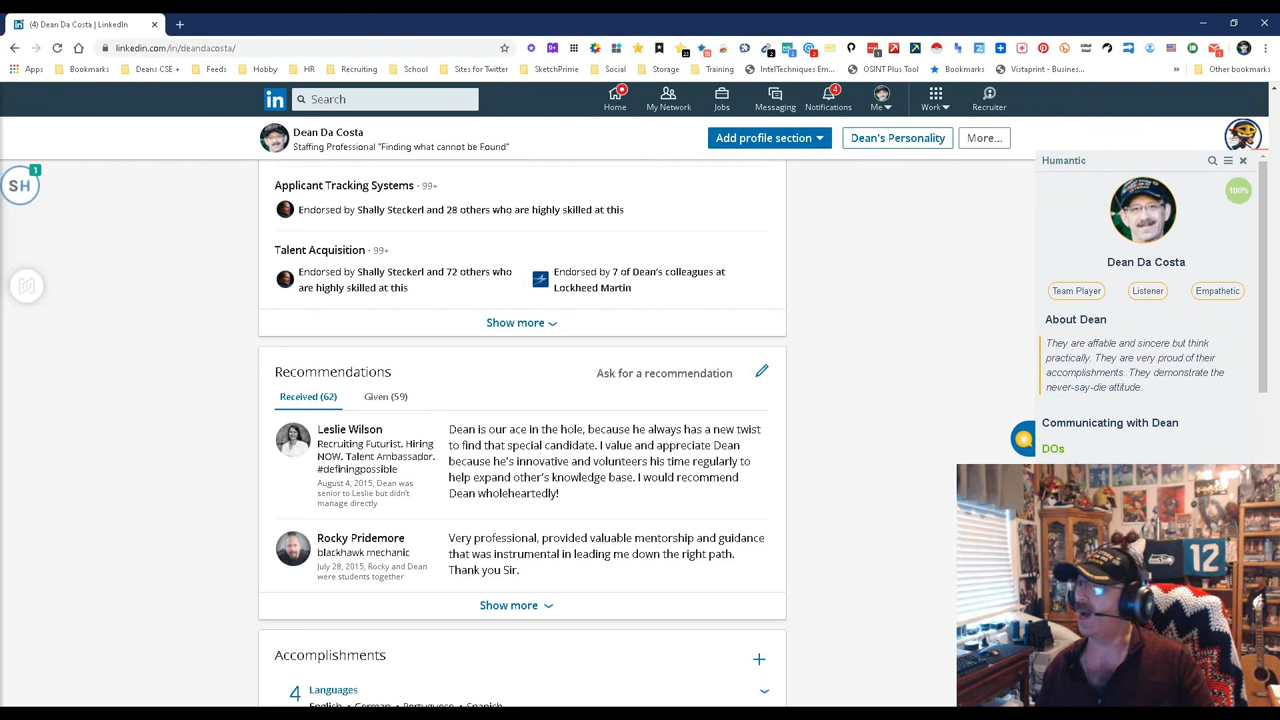 (4) Dean Da Costa | LinkedIn
linkedin.com/in/deandacosta/
Apps Bookmarks Deans CSE + Feeds Hobby HR Recruiting School Sites for Twitter SketchPrime Social Storage Training IntelTechniques Em... OSINT Plus Tool Bookmarks Vistaprint - Busines... » Other bookmarks
in Search Home My Network Jobs Messaging 4 Notifications Me Work Recruiter
Dean Da Costa
Staffing Professional "Finding what cannot be Found"
Add profile section Dean's Personality More...
SH 1
Applicant Tracking Systems · 99+
Endorsed by Shally Steckerl and 28 others who are highly skilled at this
Talent Acquisition · 99+
Endorsed by Shally Steckerl and 72 others who
are highly skilled at this
Endorsed by 7 of Dean's colleagues at
Lockheed Martin
Show more
Recommendations
Ask for a recommendation
Received (62) Given (59)
Leslie Wilson
Recruiting Futurist. Hiring
NOW. Talent Ambassador.
#definingpossible
August 4, 2015, Dean was
senior to Leslie but didn't
manage directly
Dean is our ace in the hole, because he always has a new twist
to find that special candidate. I value and appreciate Dean
because he's innovative and volunteers his time regularly to
help expand other's knowledge base. I would recommend
Dean wholeheartedly!
Rocky Pridemore
blackhawk mechanic
July 28, 2015, Rocky and Dean
were students together
Very professional, provided valuable mentorship and guidance
that was instrumental in leading me down the right path.
Thank you Sir.
Show more
Accomplishments
4 Languages
English • German • Portuguese • Spanish
Humantic
100%
Dean Da Costa
Team Player Listener Empathetic
About Dean
They are affable and sincere but think
practically. They are very proud of their
accomplishments. They demonstrate the
never-say-die attitude.
Communicating with Dean
DOs
12